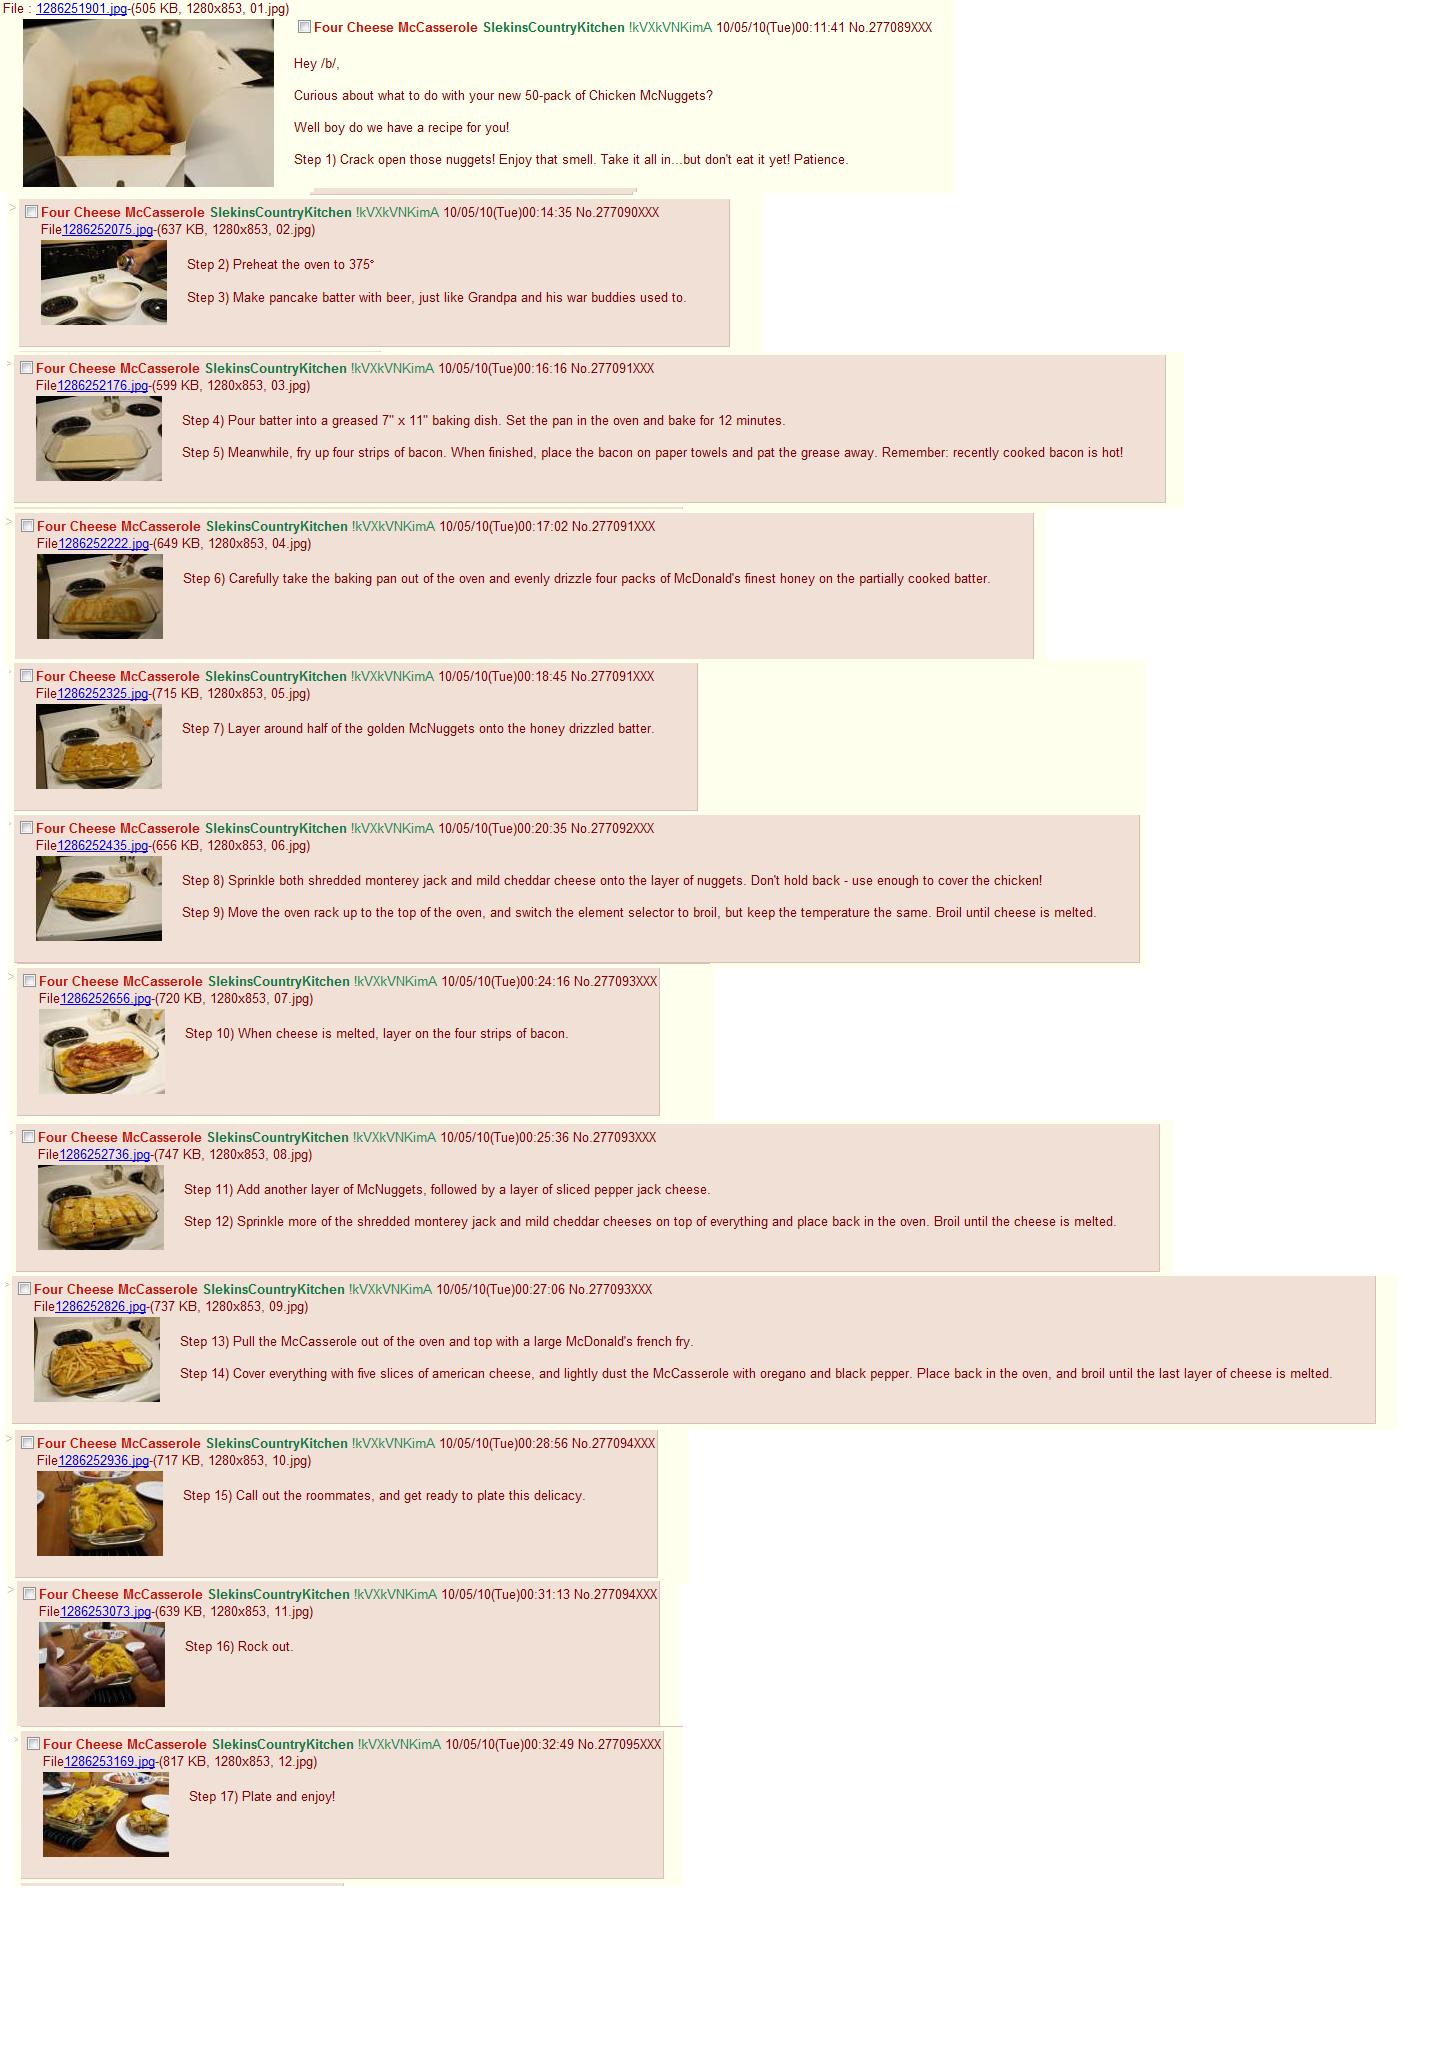 File : 1286251901.jpg-(505 KB, 1280x853, 01.jpg)
Four Cheese McCasserole SlekinsCountryKitchen !kVXkVNKimA 10/05/10(Tue)00:11:41 No.277089XXX
Hey /b/,
Curious about what to do with your new 50-pack of Chicken McNuggets?
Well boy do we have a recipe for you!
Step 1) Crack open those nuggets! Enjoy that smell. Take it all in...but don't eat it yet! Patience.
> Four Cheese McCasserole SlekinsCountryKitchen !kVXkVNKimA 10/05/10(Tue)00:14:35 No.277090XXX
File1286252075.jpg-(637 KB, 1280x853, 02.jpg)
Step 2) Preheat the oven to 375°
Step 3) Make pancake batter with beer, just like Grandpa and his war buddies used to.
> Four Cheese McCasserole SlekinsCountryKitchen !kVXkVNKimA 10/05/10(Tue)00:16:16 No.277091XXX
File1286252176.jpg-(599 KB, 1280x853, 03.jpg)
Step 4) Pour batter into a greased 7" x 11" baking dish. Set the pan in the oven and bake for 12 minutes.
Step 5) Meanwhile, fry up four strips of bacon. When finished, place the bacon on paper towels and pat the grease away. Remember: recently cooked bacon is hot!
> Four Cheese McCasserole SlekinsCountryKitchen !kVXkVNKimA 10/05/10(Tue)00:17:02 No.277091XXX
File1286252222.jpg-(649 KB, 1280x853, 04.jpg)
Step 6) Carefully take the baking pan out of the oven and evenly drizzle four packs of McDonald's finest honey on the partially cooked batter.
Four Cheese McCasserole SlekinsCountryKitchen !kVXkVNKimA 10/05/10(Tue)00:18:45 No.277091XXX
File1286252325.jpg-(715 KB, 1280x853, 05.jpg)
Step 7) Layer around half of the golden McNuggets onto the honey drizzled batter.
Four Cheese McCasserole SlekinsCountryKitchen !kVXkVNKimA 10/05/10(Tue)00:20:35 No.277092XXX
File1286252435.jpg-(656 KB, 1280x853, 06.jpg)
Step 8) Sprinkle both shredded monterey jack and mild cheddar cheese onto the layer of nuggets. Don't hold back - use enough to cover the chicken!
Step 9) Move the oven rack up to the top of the oven, and switch the element selector to broil, but keep the temperature the same. Broil until cheese is melted.
> Four Cheese McCasserole SlekinsCountryKitchen !kVXkVNKimA 10/05/10(Tue)00:24:16 No.277093XXX
File1286252656.jpg-(720 KB, 1280x853, 07.jpg)
Step 10) When cheese is melted, layer on the four strips of bacon.
> Four Cheese McCasserole SlekinsCountryKitchen !kVXkVNKimA 10/05/10(Tue)00:25:36 No.277093XXX
File1286252736.jpg-(747 KB, 1280x853, 08.jpg)
Step 11) Add another layer of McNuggets, followed by a layer of sliced pepper jack cheese.
Step 12) Sprinkle more of the shredded monterey jack and mild cheddar cheeses on top of everything and place back in the oven. Broil until the cheese is melted.
> Four Cheese McCasserole SlekinsCountryKitchen !kVXkVNKimA 10/05/10(Tue)00:27:06 No.277093XXX
File1286252826.jpg-(737 KB, 1280x853, 09.jpg)
Step 13) Pull the McCasserole out of the oven and top with a large McDonald's french fry.
Step 14) Cover everything with five slices of american cheese, and lightly dust the McCasserole with oregano and black pepper. Place back in the oven, and broil until the last layer of cheese is melted.
> Four Cheese McCasserole SlekinsCountryKitchen !kVXkVNKimA 10/05/10(Tue)00:28:56 No.277094XXX
File1286252936.jpg-(717 KB, 1280x853, 10.jpg)
Step 15) Call out the roommates, and get ready to plate this delicacy.
> Four Cheese McCasserole SlekinsCountryKitchen !kVXkVNKimA 10/05/10(Tue)00:31:13 No.277094XXX
File1286253073.jpg-(639 KB, 1280x853, 11.jpg)
Step 16) Rock out.
> Four Cheese McCasserole SlekinsCountryKitchen !kVXkVNKimA 10/05/10(Tue)00:32:49 No.277095XXX
File1286253169.jpg-(817 KB, 1280x853, 12.jpg)
Step 17) Plate and enjoy!